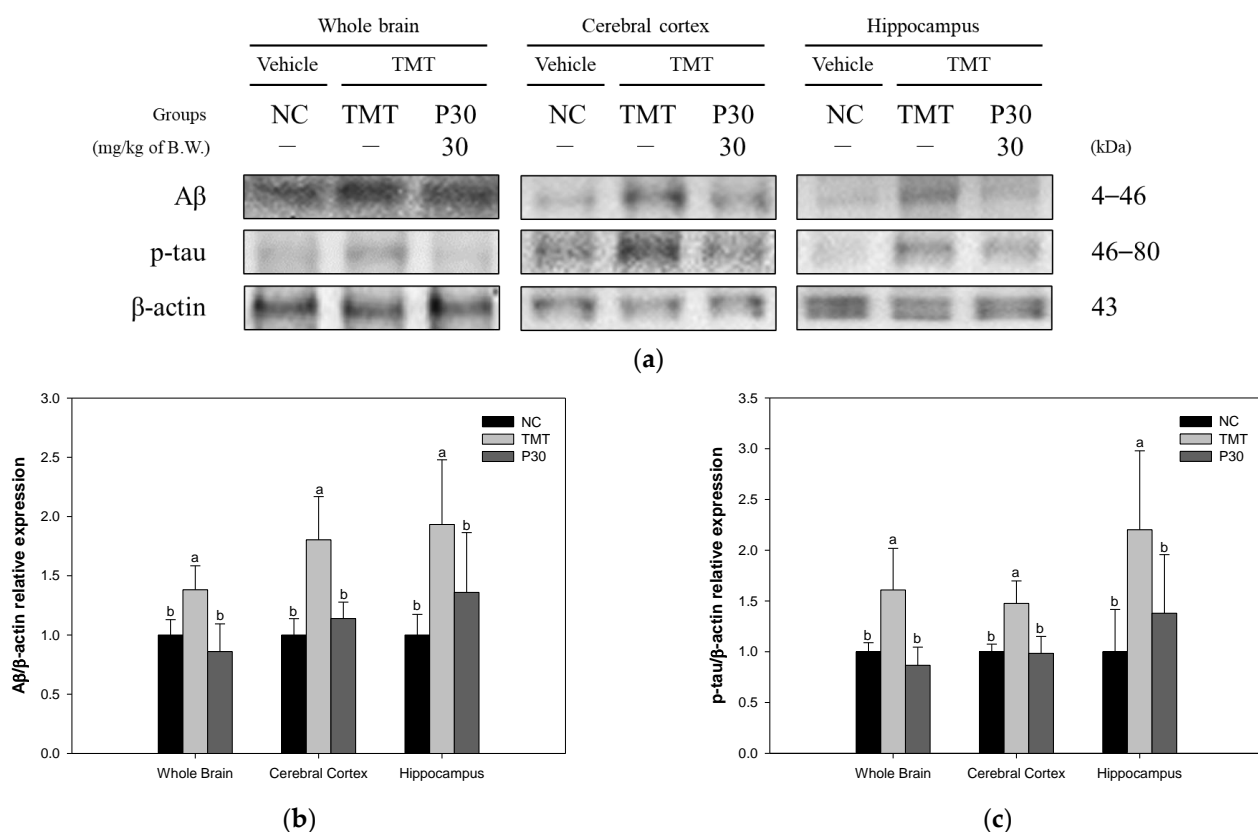 Whole brain Cerebral cortex Hippocampus
Vehicle TMT Vehicle TMT Vehicle TMT
Groups NC TMT P30 NC TMT P30 NC TMT P30
(mg/kg of B.W.) – – 30 – – 30 – – 30 (kDa)
Aβ 4–46
p-tau 46–80
β-actin 43
(a)
3.0
2.5
2.0
1.5
1.0
0.5
0.0
Aβ/β-actin relative expression
NC
TMT
P30
b a b b a b b a b
Whole Brain Cerebral Cortex Hippocampus
(b)
3.5
3.0
2.5
2.0
1.5
1.0
0.5
0.0
p-tau/β-actin relative expression
NC
TMT
P30
b a b b a b b a b
Whole Brain Cerebral Cortex Hippocampus
(c)